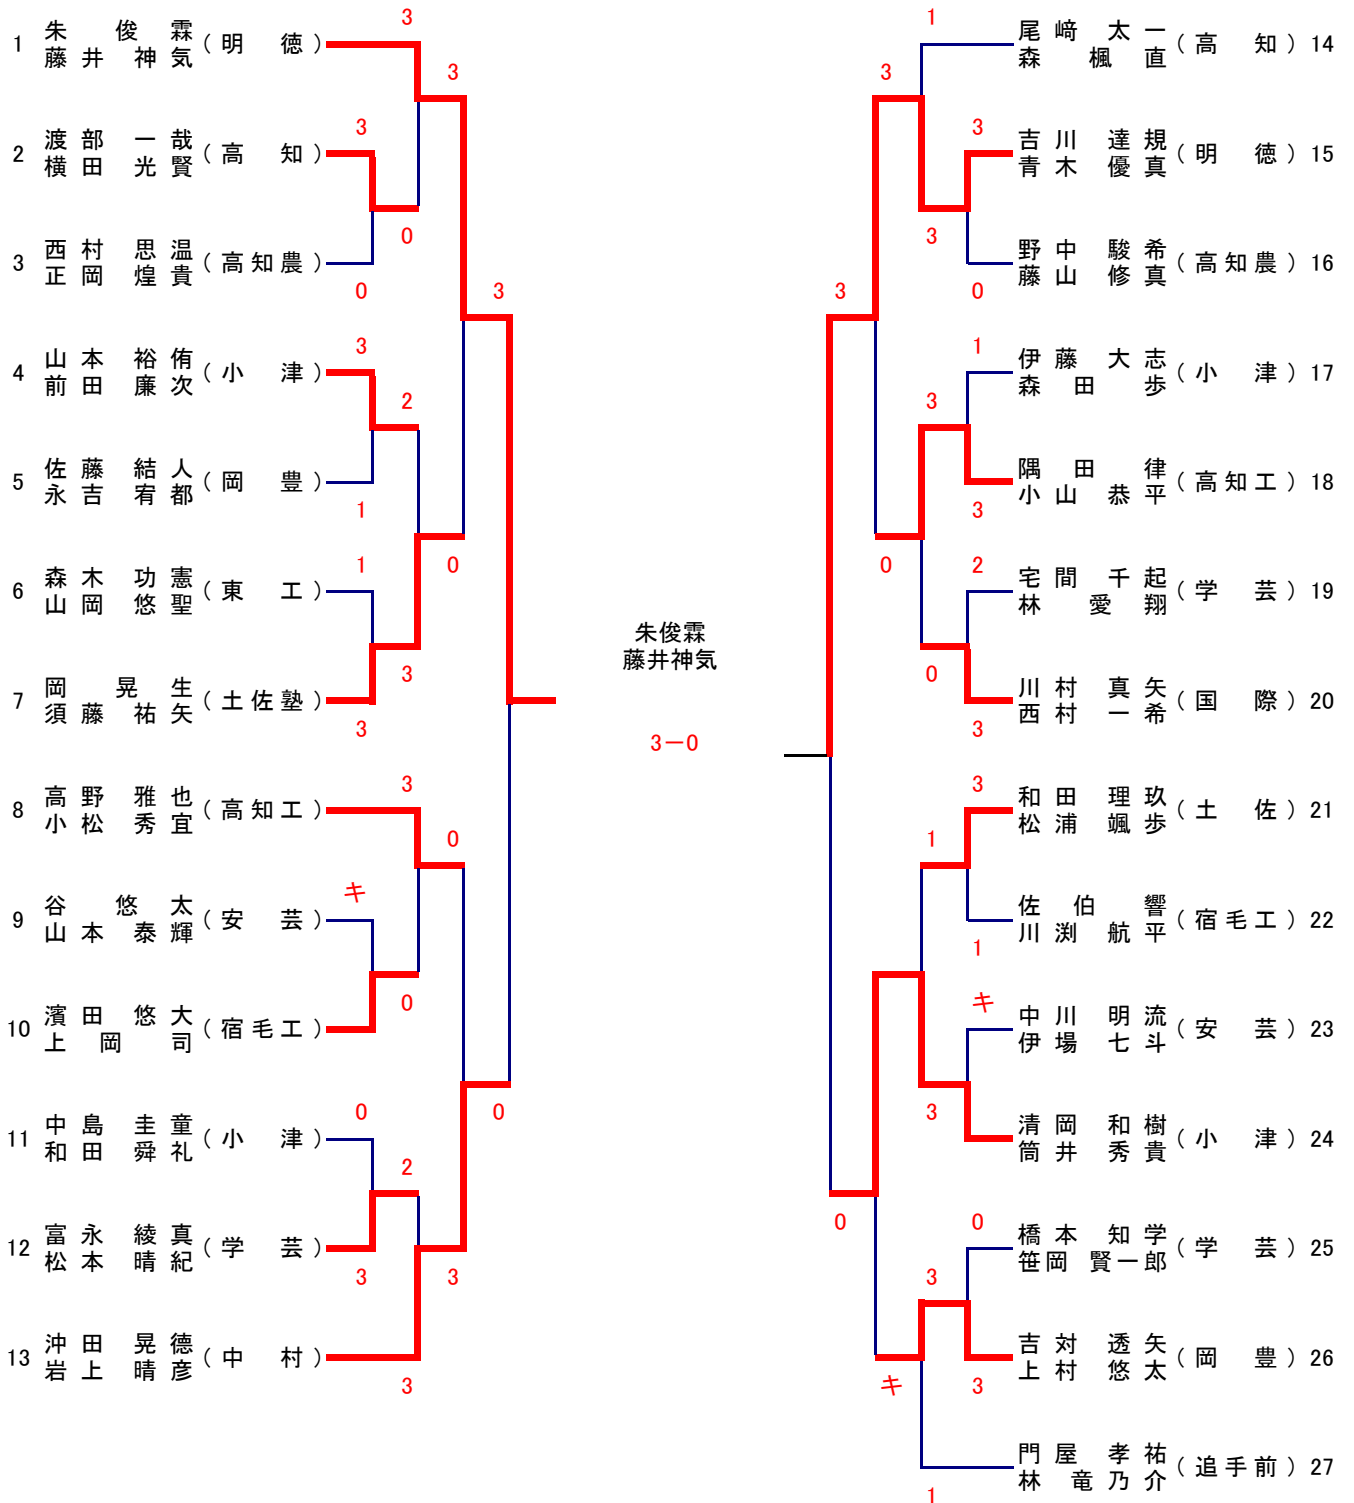 3
1 朱俊霖 藤井神気 (明徳)
3
3
2 渡部一哉 横田光賢 (高知)
0
3 西村思温 正岡煌貴 (高知農)
0
3
3
4 山本裕侑 前田廉次 (小津)
2
5 佐藤結人 永吉宥都 (岡豊)
1
1
0
6 森木功憲 山岡悠聖 (東工)
3
7 岡晃生 須藤祐矢 (土佐塾)
3
3
8 高野雅也 小松秀宜 (高知工)
0
キ
9 谷悠太 山本泰輝 (安芸)
0
10 濱田悠大 上岡司 (宿毛工)
0
0
11 中島圭童 和田舜礼 (小津)
2
12 富永綾真 松本晴紀 (学芸)
3
3
13 沖田晃德 岩上晴彦 (中村)
3
朱俊霖
藤井神気
3－0
1
尾﨑太一 森楓直 (高知) 14
3
3
吉川達規 青木優真 (明徳) 15
3
野中駿希 藤山修真 (高知農) 16
0
3
1
伊藤大志 森田歩 (小津) 17
3
隅田律 小山恭平 (高知工) 18
3
0
2
宅間千起 林愛翔 (学芸) 19
0
川村真矢 西村一希 (国際) 20
3
3
和田理玖 松浦颯歩 (土佐) 21
1
佐伯響 川渕航平 (宿毛工) 22
1
キ
中川明流 伊場七斗 (安芸) 23
3
清岡和樹 筒井秀貴 (小津) 24
0
0
橋本知学 笹岡賢一郎 (学芸) 25
3
吉対透矢 上村悠太 (岡豊) 26
キ
3
門屋孝祐 林竜乃介 (追手前) 27
1